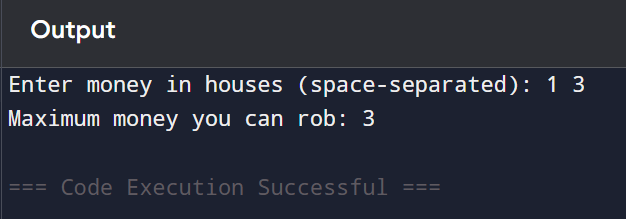 Output
Enter money in houses (space-separated): 1 3
Maximum money you can rob: 3
=== Code Execution Successful ===